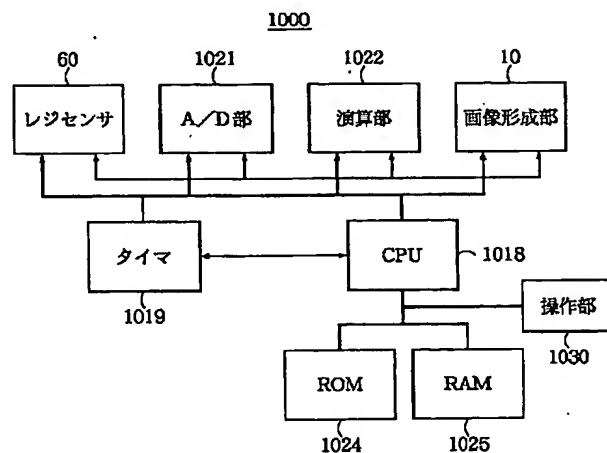 1000
60
1021
1022
10
レジセンサ
A/D部
演算部
画像形成部
タイマ
CPU
1018
1019
操作部
1030
ROM
RAM
1024
1025